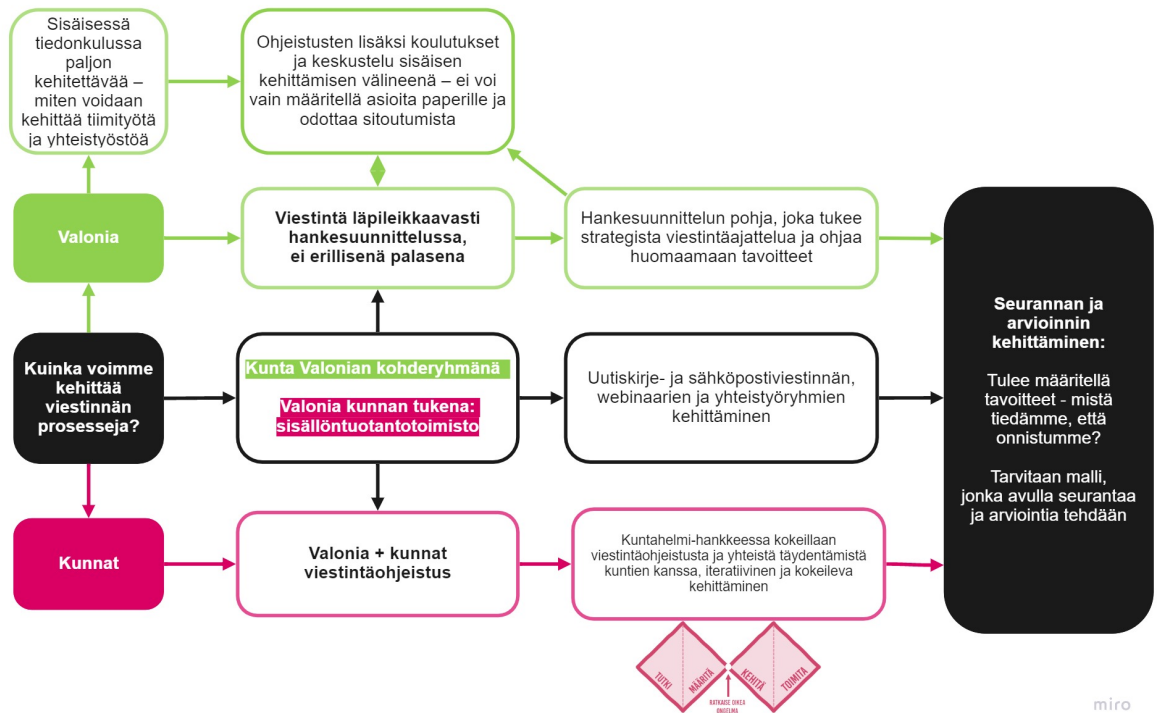 Sisäisessä
tiedonkulussa
paljon
kehitettävää –
miten voidaan
kehittää tiimityötä
ja yhteistyöstöä
Ohjeistusten lisäksi koulutukset
ja keskustelu sisäisen
kehittämisen välineenä – ei voi
vain määritellä asioita paperille ja
odottaa sitoutumista
Valonia
Viestintä läpileikkaavasti
hankesuunnittelussa,
ei erillisenä palasena
Hankesuunnittelun pohja, joka tukee
strategista viestintäajattelua ja ohjaa
huomaamaan tavoitteet
Kuinka voimme
kehittää
viestinnän
prosesseja?
Kunta Valonian kohderyhmänä
Valonia kunnan tukena:
sisällöntuotantotoimisto
Uutiskirje- ja sähköpostiviestinnän,
webinaarien ja yhteistyöryhmien
kehittäminen
Seurannan ja
arvioinnin
kehittäminen:
Tulee määritellä
tavoitteet - mistä
tiedämme, että
onnistumme?
Tarvitaan malli,
jonka avulla seurantaa
ja arviointia tehdään
Kunnat
Valonia + kunnat
viestintäohjeistus
Kuntahelmi-hankkeessa kokeillaan
viestintäohjeistusta ja yhteistä täydentämistä
kuntien kanssa, iteratiivinen ja kokeileva
kehittäminen
TUTKI
MÄÄRITÄ
KEHITÄ
TOIMITA
RATKAISE OIKEA
ONGELMA
miro